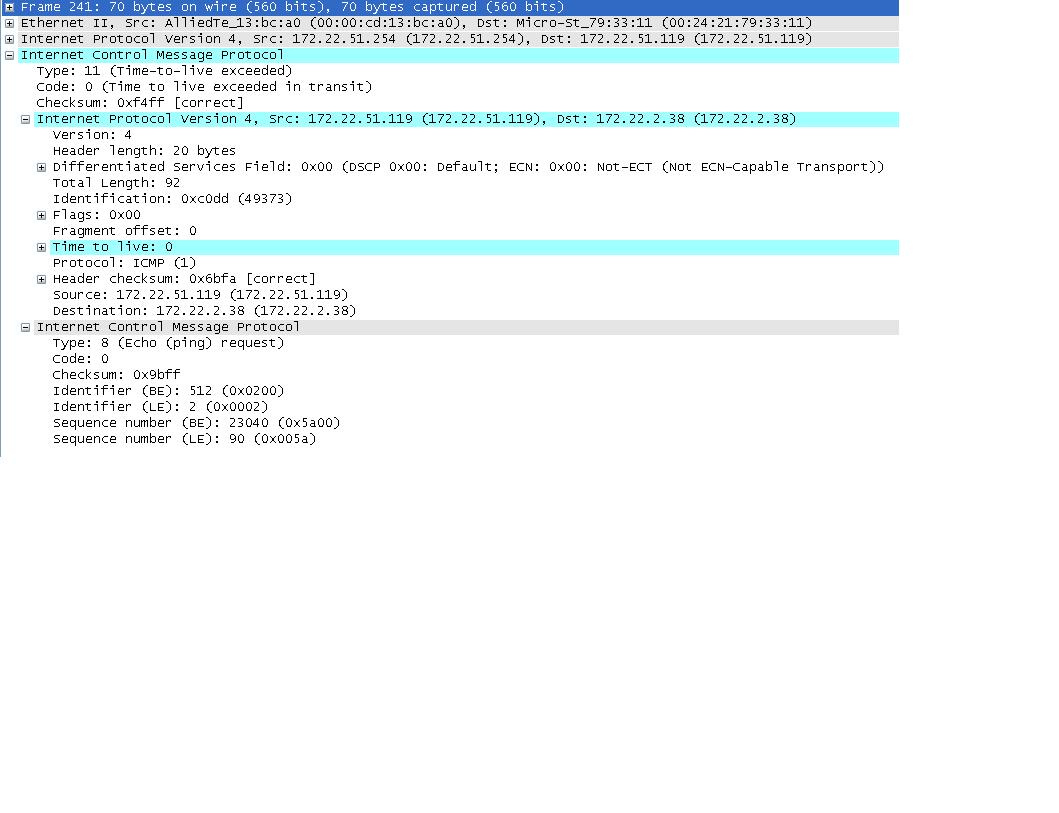 Frame 241: 70 bytes on wire (560 bits), 70 bytes captured (560 bits)
Ethernet II, Src: AlliedTe_13:bc:a0 (00:00:cd:13:bc:a0), Dst: Micro-St_79:33:11 (00:24:21:79:33:11)
Internet Protocol Version 4, Src: 172.22.51.254 (172.22.51.254), Dst: 172.22.51.119 (172.22.51.119)
Internet Control Message Protocol
Type: 11 (Time-to-live exceeded)
Code: 0 (Time to live exceeded in transit)
Checksum: 0xf4ff [correct]
Internet Protocol Version 4, Src: 172.22.51.119 (172.22.51.119), Dst: 172.22.2.38 (172.22.2.38)
Version: 4
Header length: 20 bytes
Differentiated Services Field: 0x00 (DSCP 0x00: Default; ECN: 0x00: Not-ECT (Not ECN-Capable Transport))
Total Length: 92
Identification: 0xc0dd (49373)
Flags: 0x00
Fragment offset: 0
Time to live: 0
Protocol: ICMP (1)
Header checksum: 0x6bfa [correct]
Source: 172.22.51.119 (172.22.51.119)
Destination: 172.22.2.38 (172.22.2.38)
Internet Control Message Protocol
Type: 8 (Echo (ping) request)
Code: 0
Checksum: 0x9bff
Identifier (BE): 512 (0x0200)
Identifier (LE): 2 (0x0002)
Sequence number (BE): 23040 (0x5a00)
Sequence number (LE): 90 (0x005a)